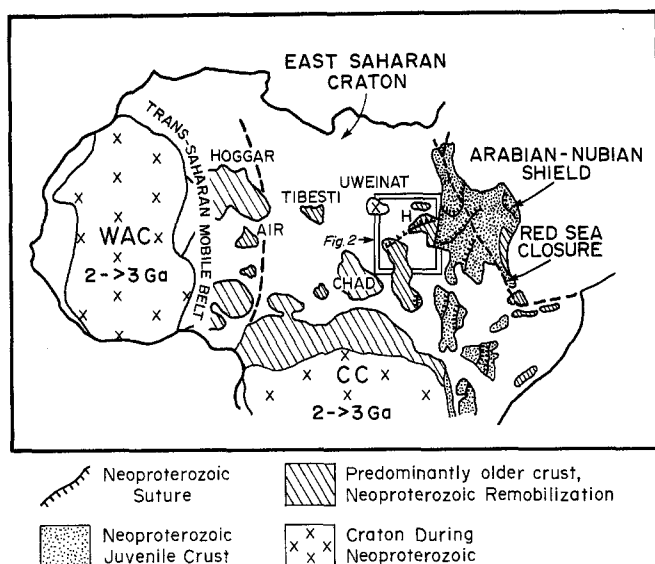 EAST SAHARAN
CRATON
TRANS-SAHARAN MOBILE BELT
HOGGAR
ARABIAN-NUBIAN
SHIELD
UWEINAT
TIBESTI
H
RED SEA
CLOSURE
AIR
Fig. 2
WAC
2->3 Ga
CHAD
CC
2->3 Ga
Neoproterozoic
Suture
Predominantly older crust,
Neoproterozoic Remobilization
Neoproterozoic
Juvenile Crust
Craton During
Neoproterozoic